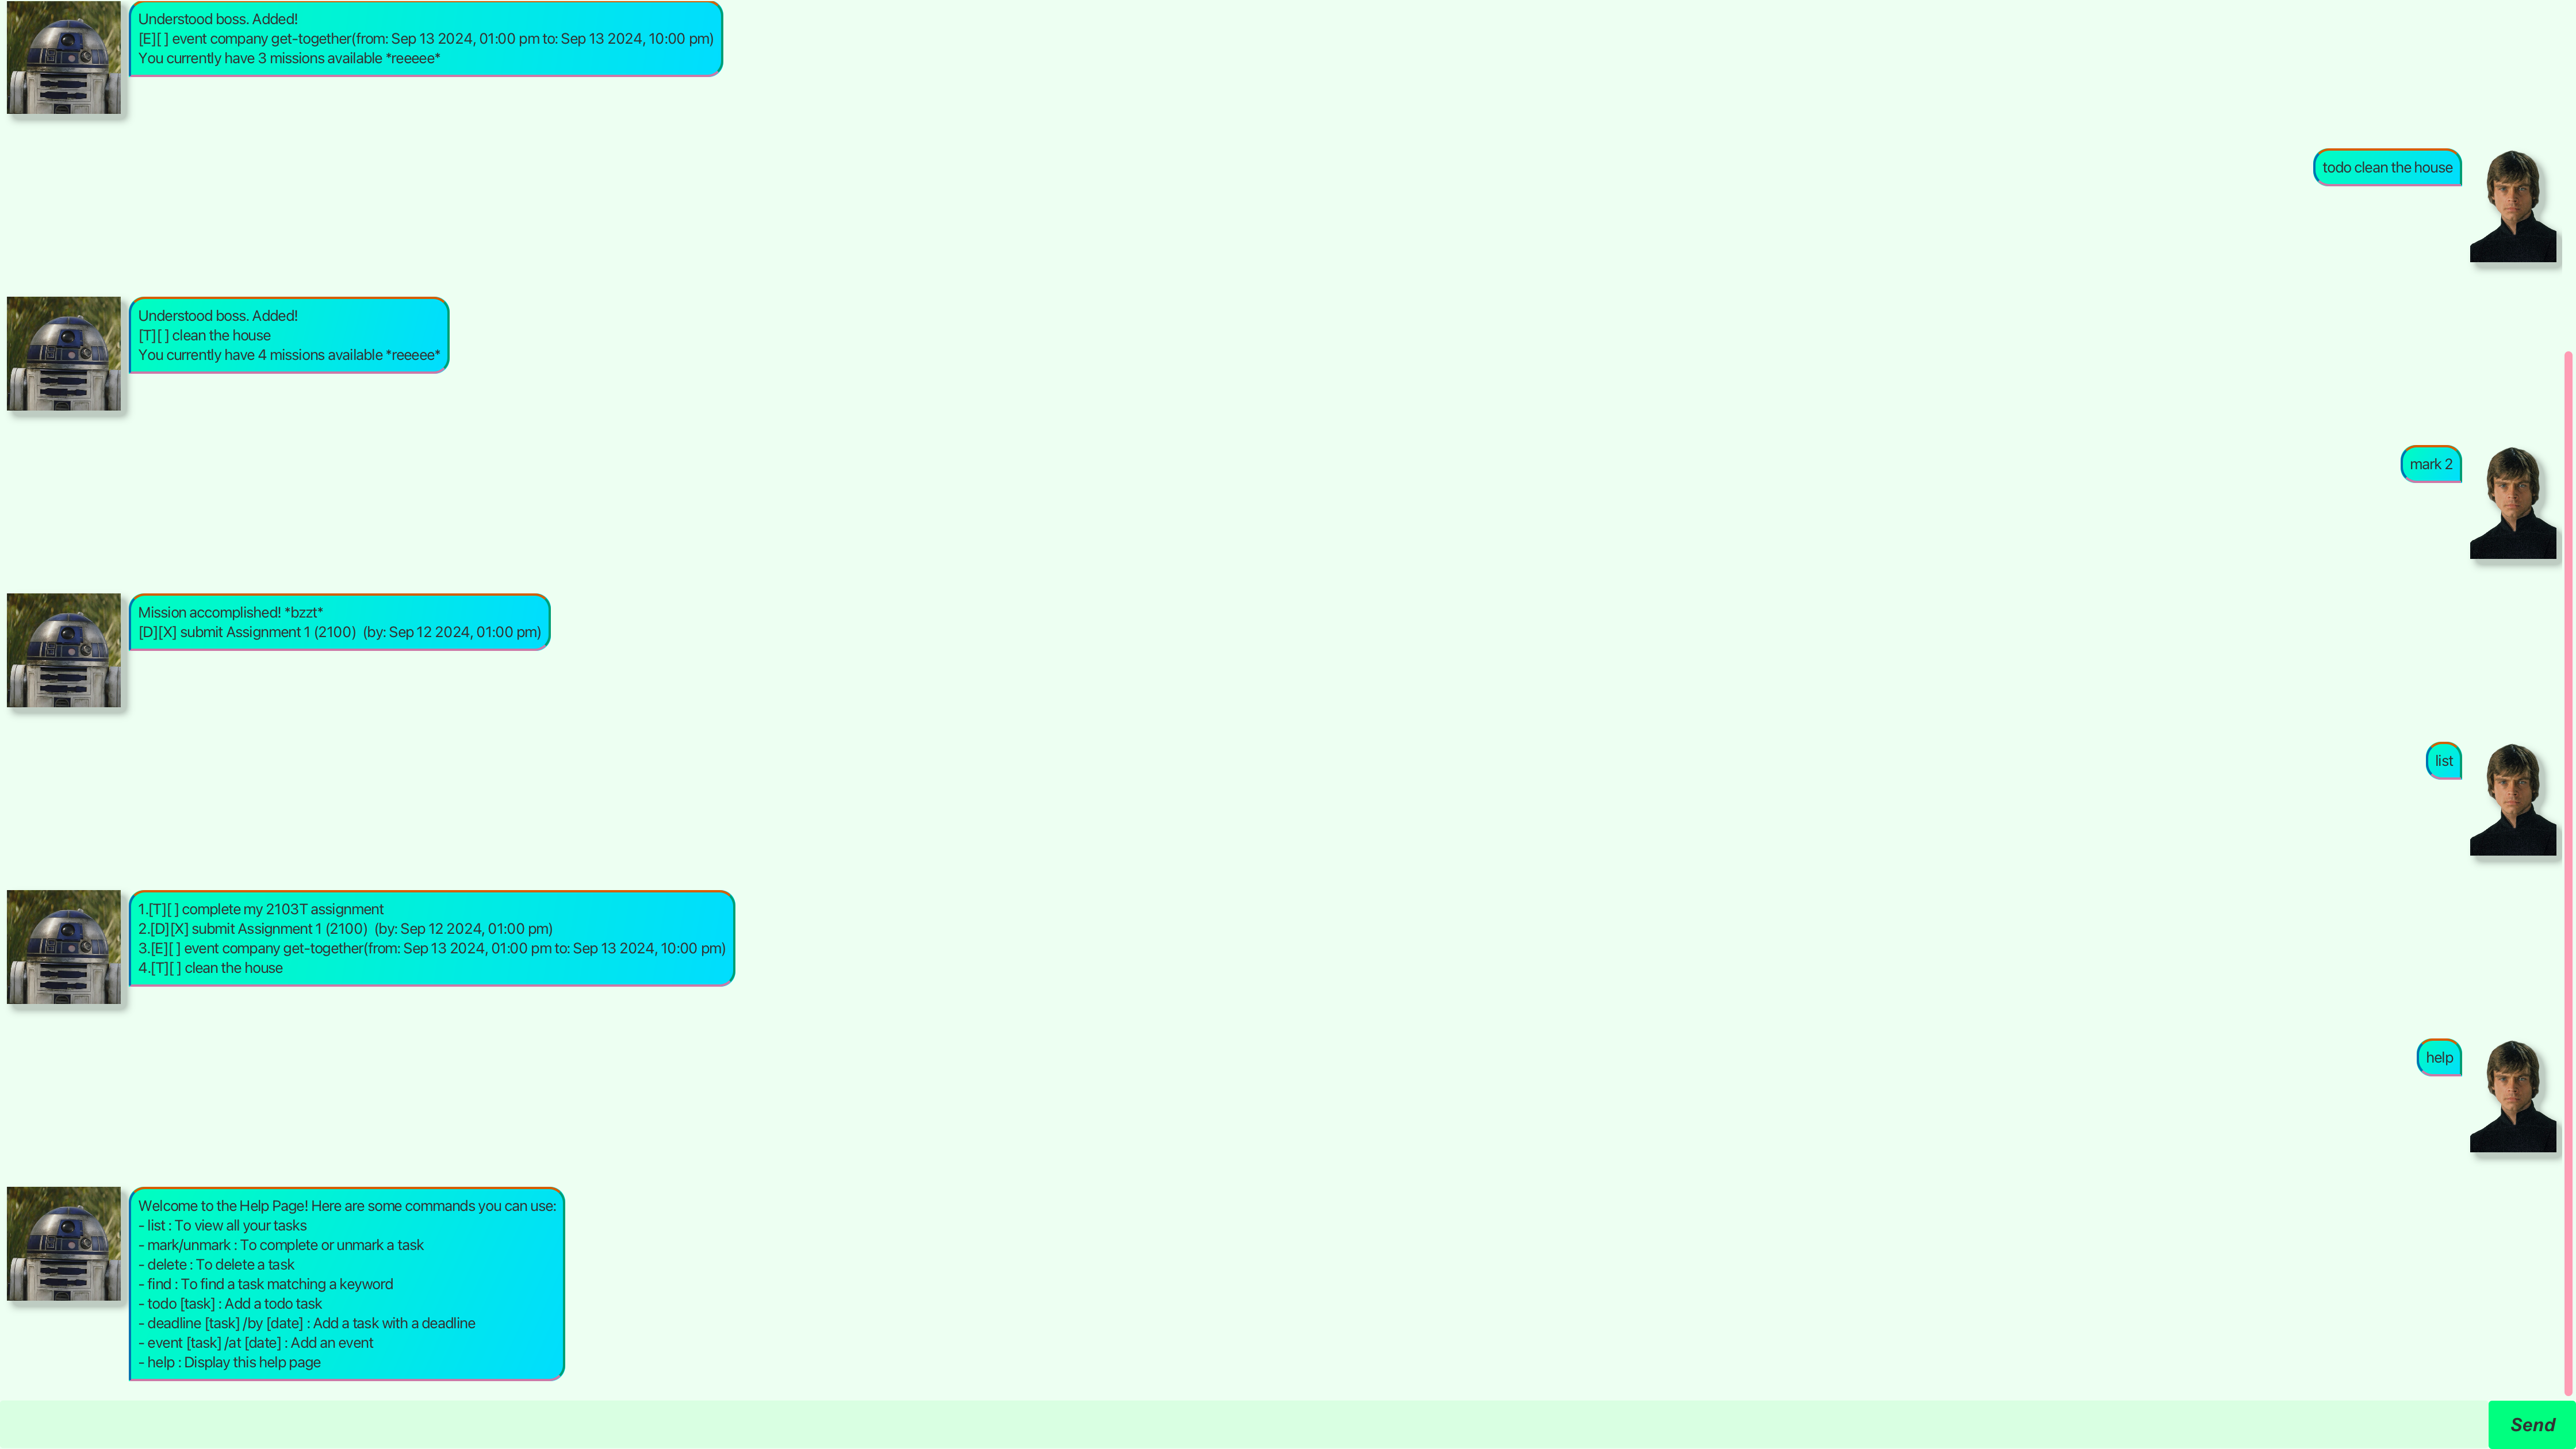 Understood boss. Added!
[E][ ] event company get-together(from: Sep 13 2024, 01:00 pm to: Sep 13 2024, 10:00 pm)
You currently have 3 missions available *reeeee*
todo clean the house
Understood boss. Added!
[T][ ] clean the house
You currently have 4 missions available *reeeee*
mark 2
Mission accomplished! *bzzt*
[D][X] submit Assignment 1 (2100)  (by: Sep 12 2024, 01:00 pm)
list
1.[T][ ] complete my 2103T assignment
2.[D][X] submit Assignment 1 (2100)  (by: Sep 12 2024, 01:00 pm)
3.[E][ ] event company get-together(from: Sep 13 2024, 01:00 pm to: Sep 13 2024, 10:00 pm)
4.[T][ ] clean the house
help
Welcome to the Help Page! Here are some commands you can use:
- list : To view all your tasks
- mark/unmark : To complete or unmark a task
- delete : To delete a task
- find : To find a task matching a keyword
- todo [task] : Add a todo task
- deadline [task] /by [date] : Add a task with a deadline
- event [task] /at [date] : Add an event
- help : Display this help page
Send